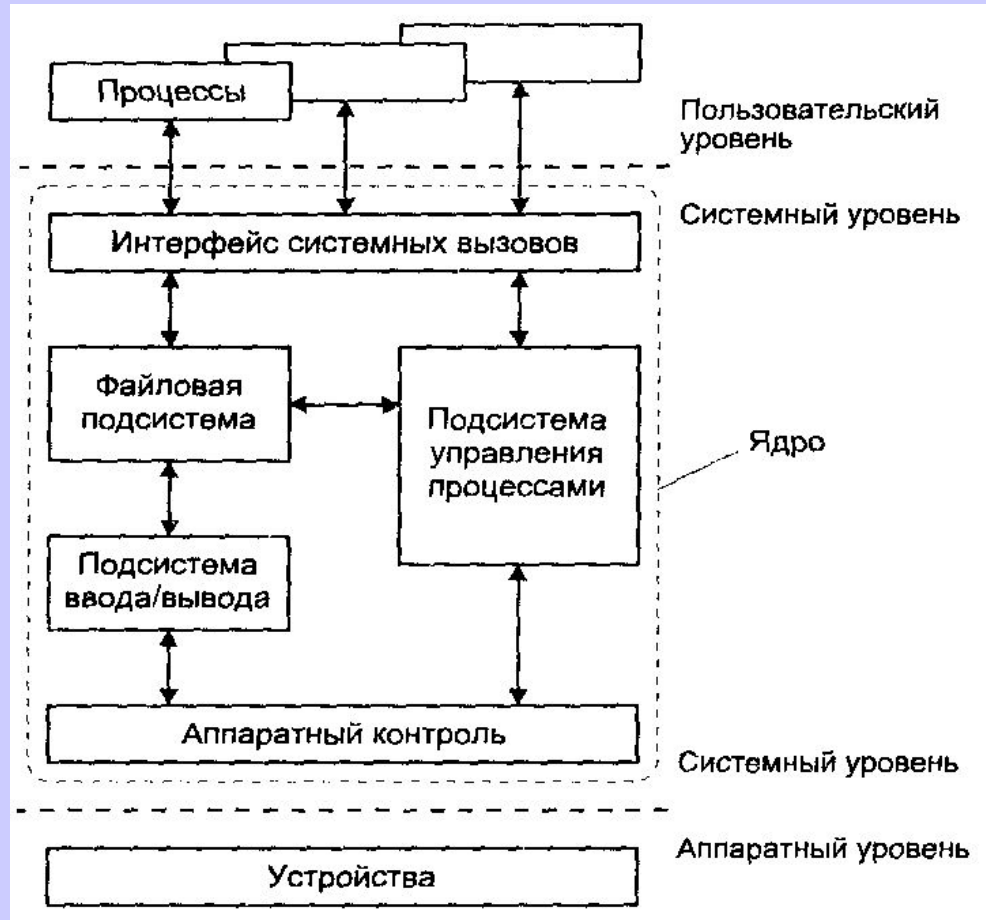 Процессы
Пользовательский
уровень
Системный уровень
Интерфейс системных вызовов
Файловая
подсистема
Подсистема
управления
процессами
Ядро
Подсистема
ввода/вывода
Аппаратный контроль
Системный уровень
Аппаратный уровень
Устройства